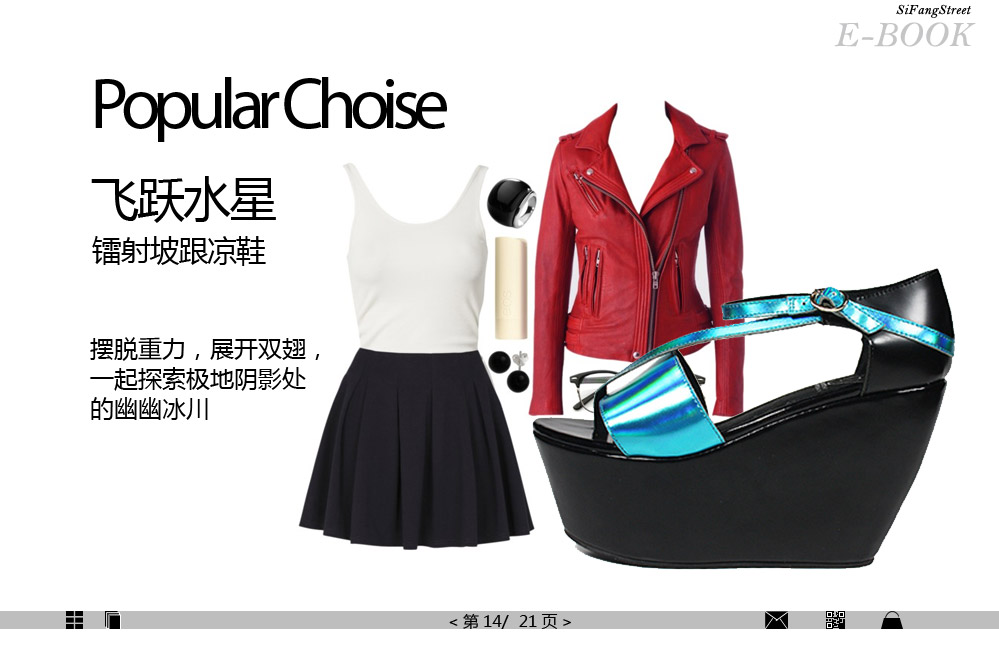 SiFangStreet
E-BOOK
Popular Choise
飞跃水星
镭射坡跟凉鞋
摆脱重力，展开双翅，
一起探索极地阴影处
的幽幽冰川
< 第 14/ 21 页 >